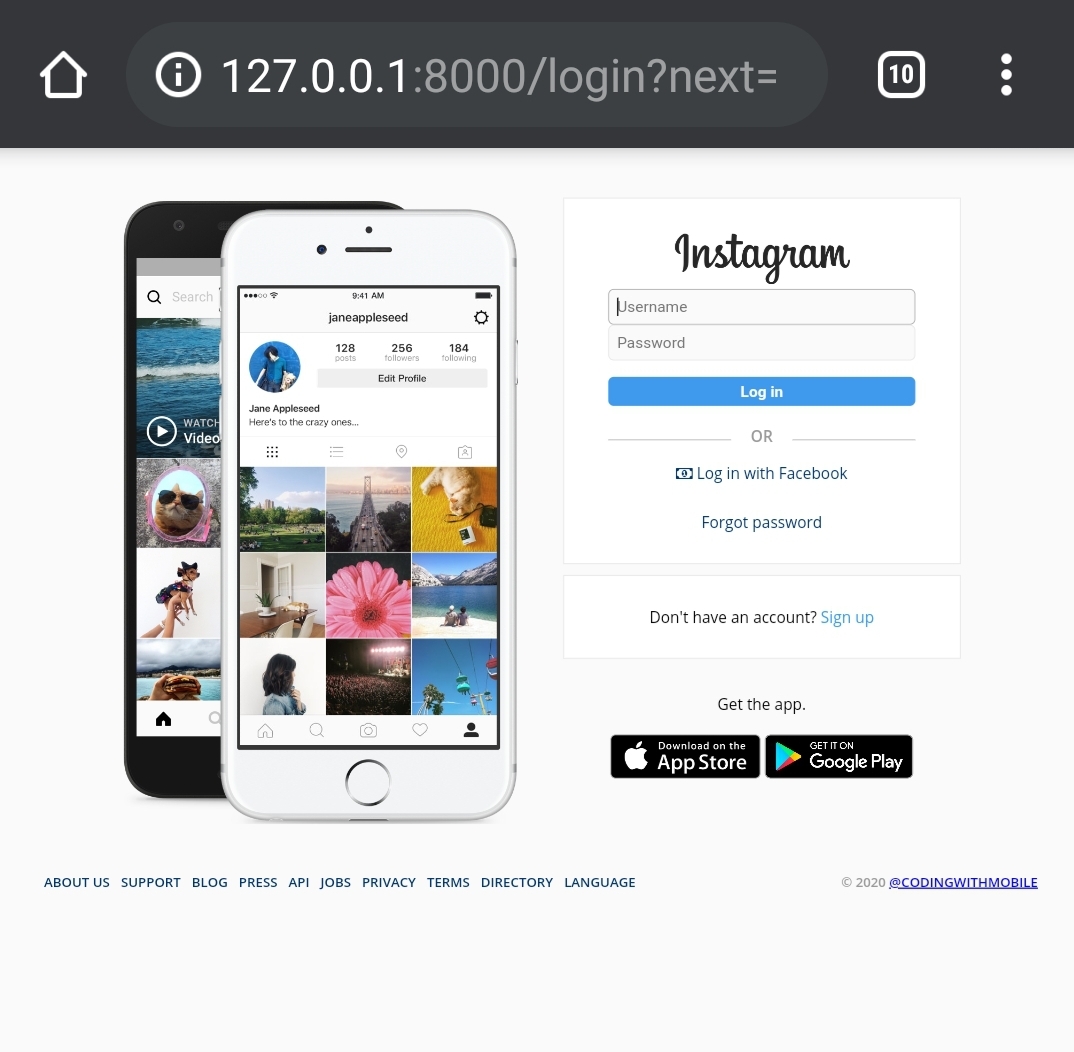 127.0.0.1:8000/login?next=
10
Search
WATCH
Video
9:41 AM
janeappleseed
128
posts
256
followers
184
following
Edit Profile
Jane Appleseed
Here's to the crazy ones...
Instagram
Username
Password
Log in
OR
Log in with Facebook
Forgot password
Don't have an account? Sign up
Get the app.
Download on the
App Store
GET IT ON
Google Play
ABOUT US SUPPORT BLOG PRESS API JOBS PRIVACY TERMS DIRECTORY LANGUAGE
© 2020 @CODINGWITHMOBILE